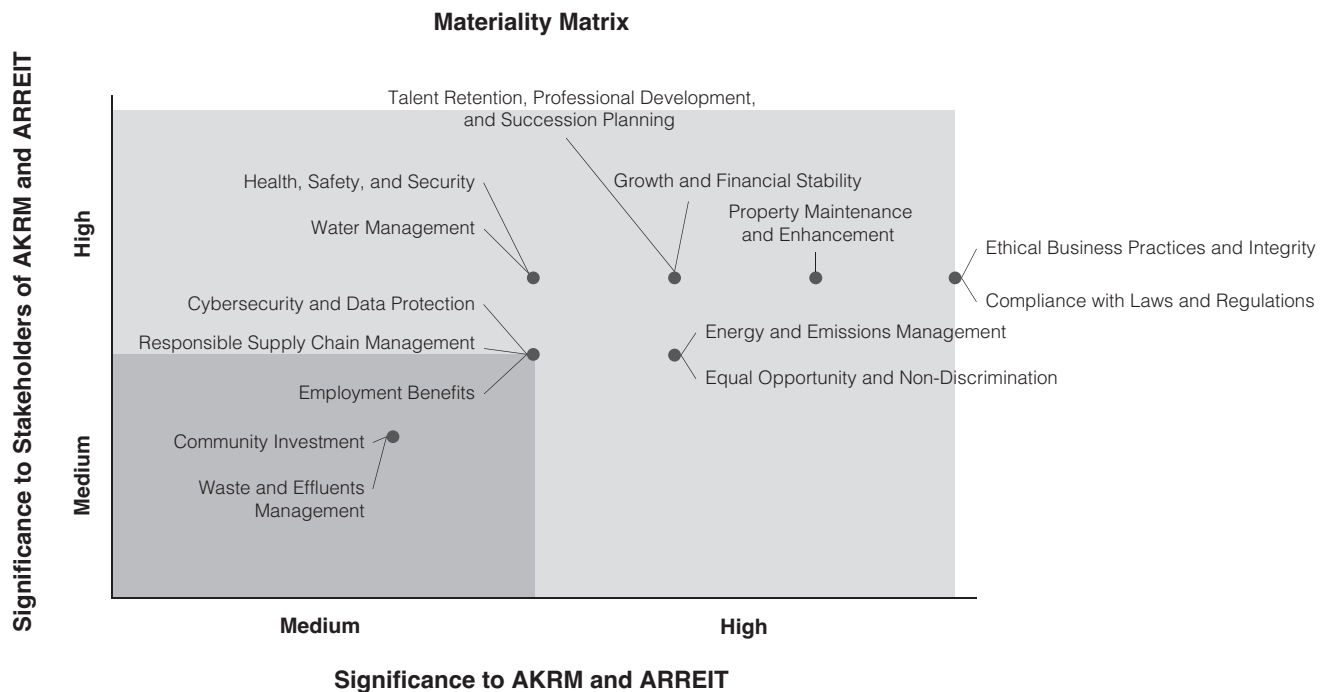 Materiality Matrix
Significance to Stakeholders of AKRM and ARREIT
High
Medium
Talent Retention, Professional Development,
and Succession Planning
Health, Safety, and Security
Growth and Financial Stability
Water Management
Property Maintenance
and Enhancement
Ethical Business Practices and Integrity
Compliance with Laws and Regulations
Cybersecurity and Data Protection
Responsible Supply Chain Management
Employment Benefits
Energy and Emissions Management
Equal Opportunity and Non-Discrimination
Community Investment
Waste and Effluents
Management
Medium
High
Significance to AKRM and ARREIT